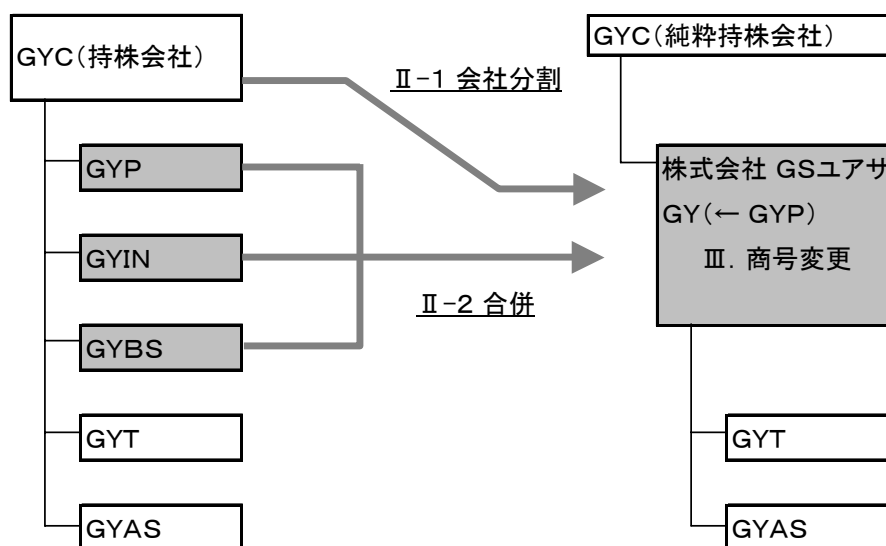 GYC(持株会社)
GYP
GYIN
GYBS
GYT
GYAS
Ⅱ-1 会社分割
Ⅱ-2 合併
GYC(純粋持株会社)
株式会社 GSユアサ
GY(← GYP)
Ⅲ. 商号変更
GYT
GYAS